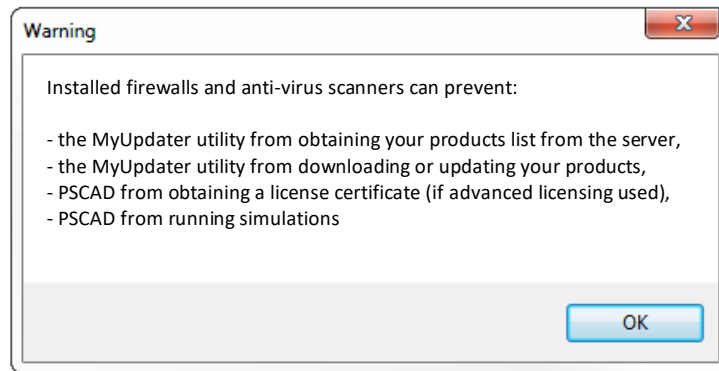 Warning
Installed firewalls and anti-virus scanners can prevent:
- the MyUpdater utility from obtaining your products list from the server,
- the MyUpdater utility from downloading or updating your products,
- PSCAD from obtaining a license certificate (if advanced licensing used),
- PSCAD from running simulations
OK